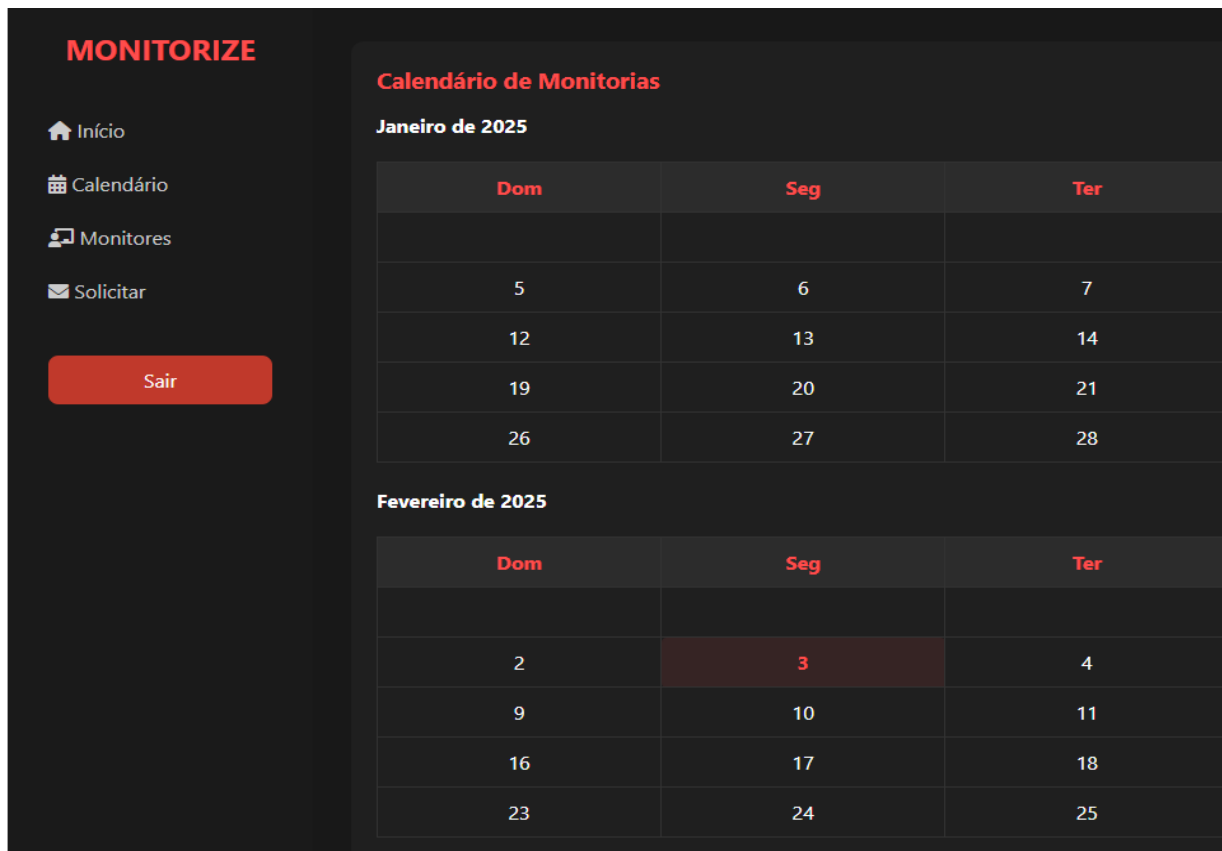 MONITORIZE
Início
Calendário
Monitores
Solicitar
Sair
Calendário de Monitorias
Janeiro de 2025
Dom Seg Ter
5 6 7
12 13 14
19 20 21
26 27 28
Fevereiro de 2025
Dom Seg Ter
2 3 4
9 10 11
16 17 18
23 24 25